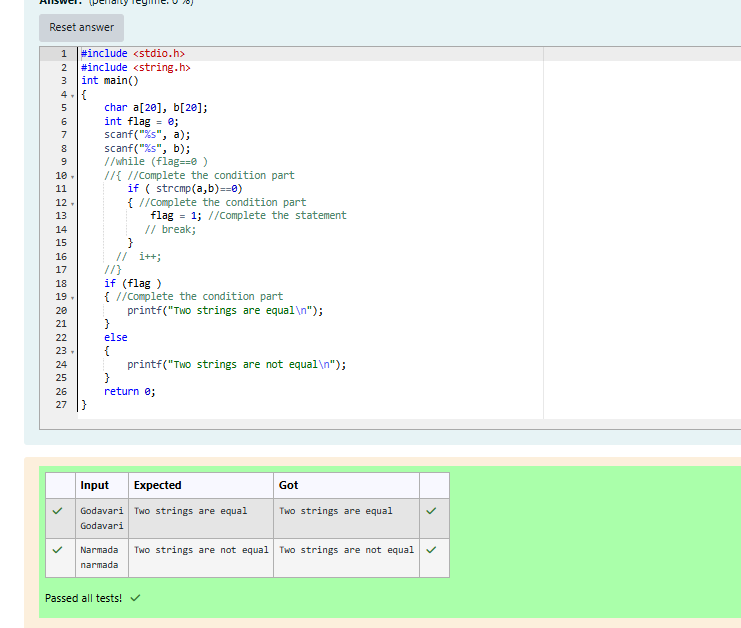 Answer: (penalty regime: 0 %)
Reset answer
1 #include <stdio.h>
2 #include <string.h>
3 int main()
4 {
5 char a[20], b[20];
6 int flag = 0;
7 scanf("%s", a);
8 scanf("%s", b);
9 //while (flag==0 )
10 //{ //Complete the condition part
11 if ( strcmp(a,b)==0)
12 { //Complete the condition part
13 flag = 1; //Complete the statement
14 // break;
15 }
16 // i++;
17 //}
18 if (flag )
19 { //Complete the condition part
20 printf("Two strings are equal\n");
21 }
22 else
23 {
24 printf("Two strings are not equal\n");
25 }
26 return 0;
27 }
Input Expected Got
Godavari Two strings are equal Two strings are equal
Godavari
Narmada Two strings are not equal Two strings are not equal
narmada
Passed all tests!